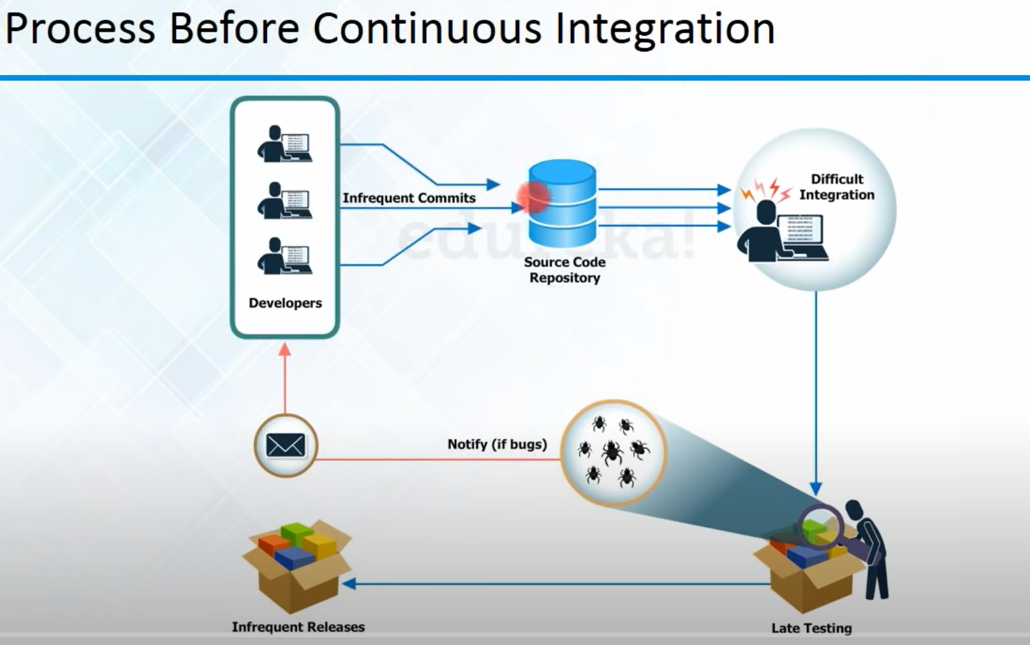 Process Before Continuous Integration
Infrequent Commits
Difficult
Integration
Source Code
Repository
Developers
Notify (if bugs)
Infrequent Releases
Late Testing